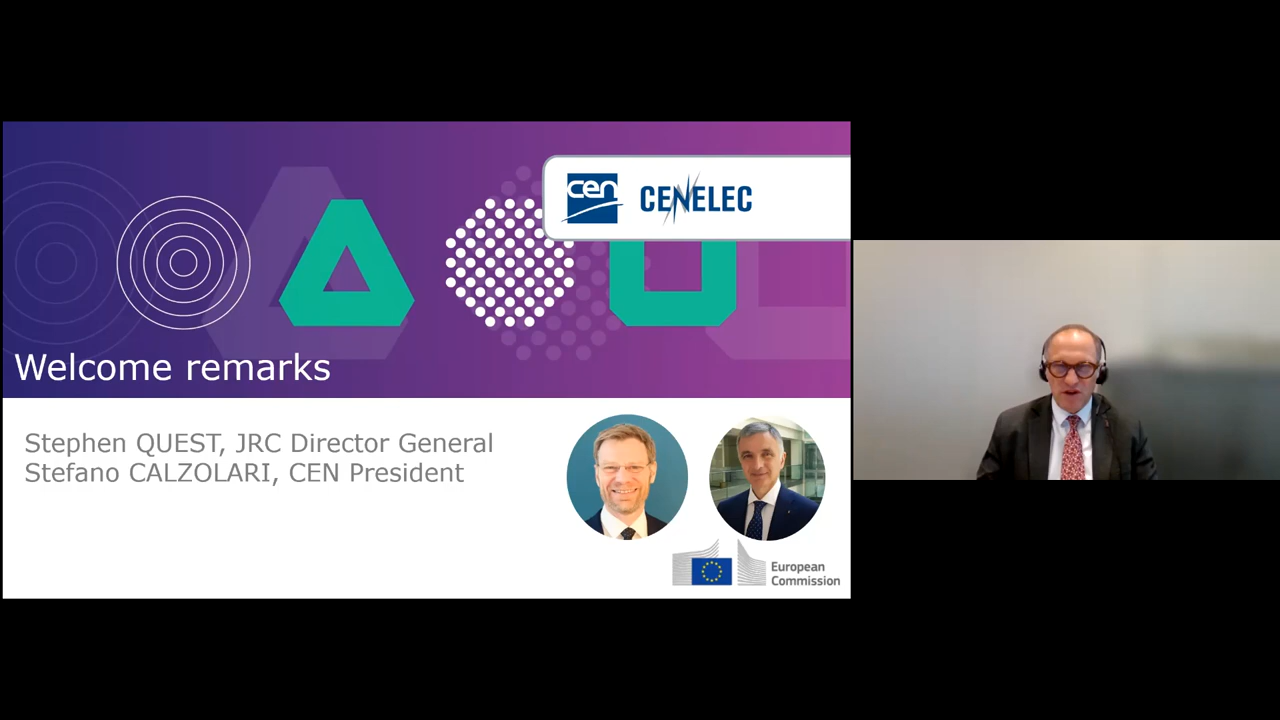 cen
CENELEC
Welcome remarks
Stephen QUEST, JRC Director General
Stefano CALZOLARI, CEN President
European
Commission